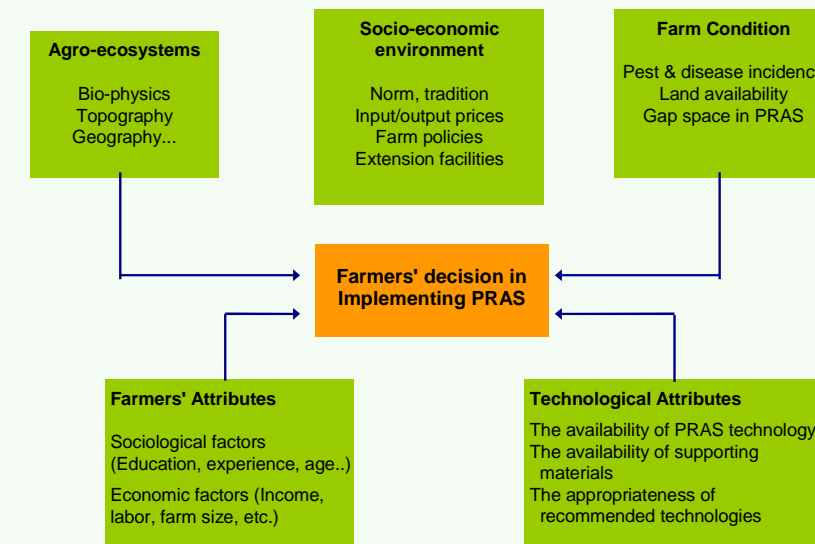 Agro-ecosystems
Bio-physics
Topography
Geography...
Socio-economic
environment
Norm, tradition
Input/output prices
Farm policies
Extension facilities
Farm Condition
Pest & disease incidenc
Land availability
Gap space in PRAS
Farmers' decision in
Implementing PRAS
Farmers' Attributes
Sociological factors
(Education, experience, age..)
Economic factors (Income,
labor, farm size, etc.)
Technological Attributes
The availability of PRAS technology
The availability of supporting
materials
The appropriateness of
recommended technologies